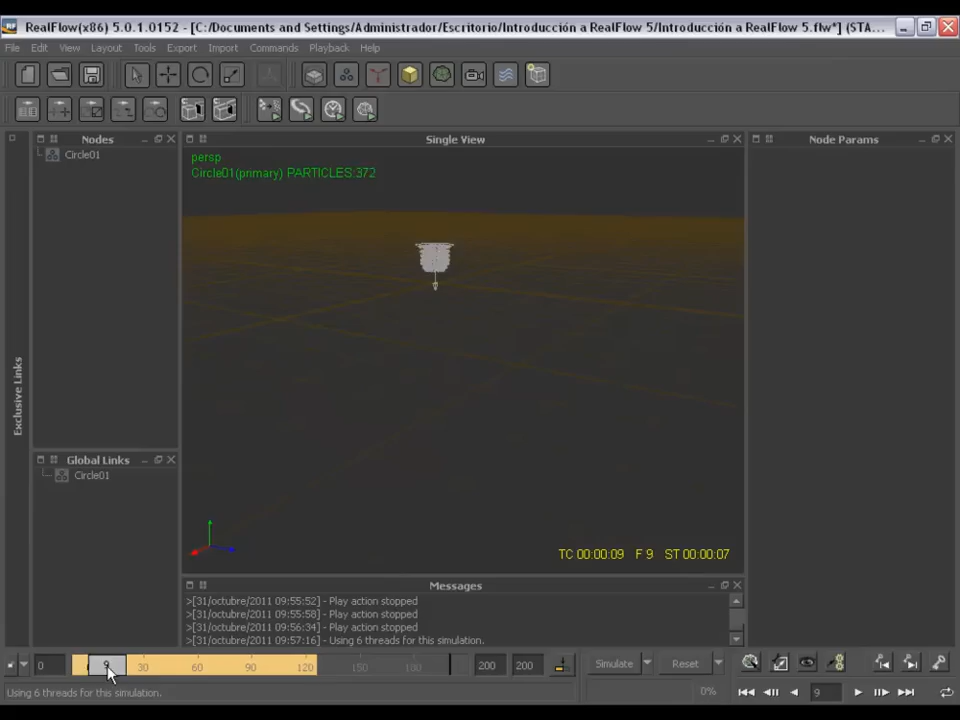 RealFlow(x86) 5.0.1.0152 - [C:/Documents and Settings/Administrador/Escritorio/Introducción a RealFlow 5/Introducción a RealFlow 5.flw*] (STA...
File Edit View Layout Tools Export Import Commands Playback Help
Nodes
Single View
Node Params
Circle01
persp
Circle01(primary) PARTICLES:372
Exclusive Links
Global Links
Circle01
TC 00:00:09 F 9 ST 00:00:07
Messages
>[31/octubre/2011 09:55:52] - Play action stopped
>[31/octubre/2011 09:55:58] - Play action stopped
>[31/octubre/2011 09:56:34] - Play action stopped
>[31/octubre/2011 09:57:16] - Using 6 threads for this simulation.
0 9 30 60 90 120 150 180 200 200 Simulate Reset
Using 6 threads for this simulation.
0%
9